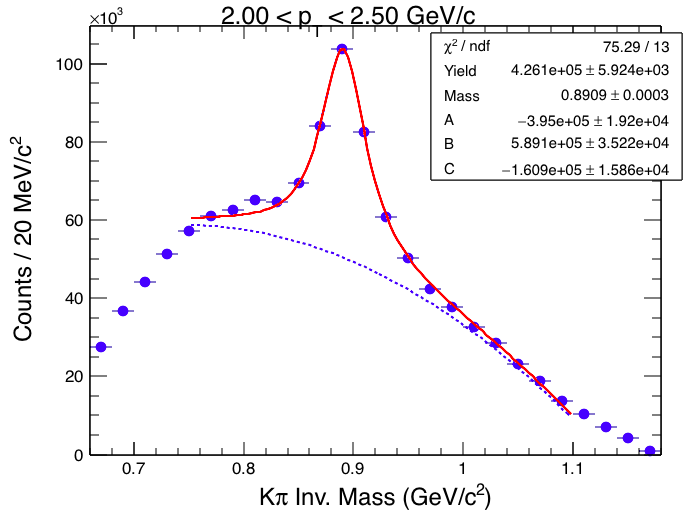 2.00 < p < 2.50 GeV/c
×10³
χ² / ndf 75.29 / 13
Yield 4.261e+05 ± 5.924e+03
Mass 0.8909 ± 0.0003
A −3.95e+05 ± 1.92e+04
B 5.891e+05 ± 3.522e+04
C -1.609e+05 ± 1.586e+04
Counts / 20 MeV/c²
100
80
60
40
20
0
0.7 0.8 0.9 1 1.1
Kπ Inv. Mass (GeV/c²)